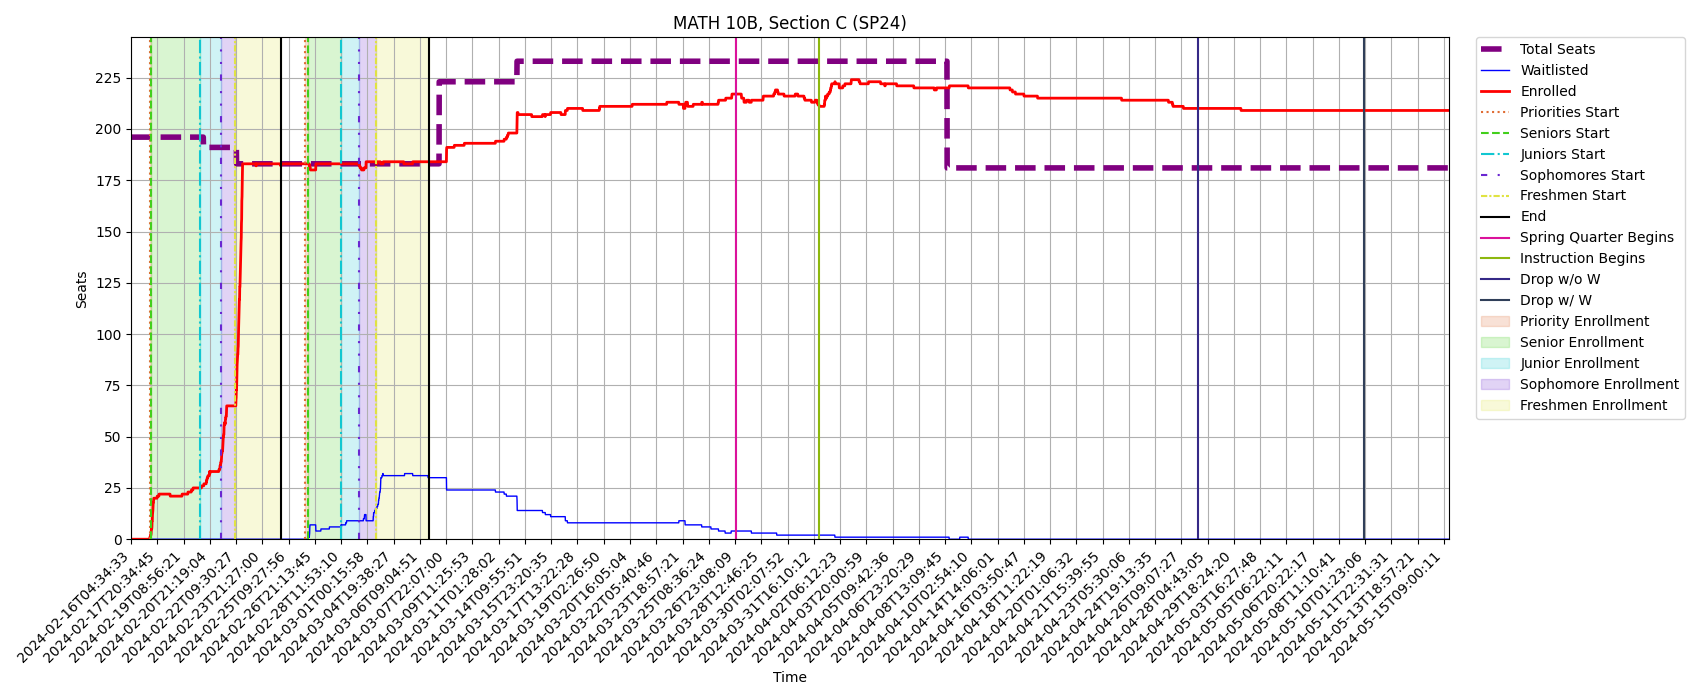 MATH 10B, Section C (SP24)
Seats
225
200
175
150
125
100
75
50
25
0
2024-02-16T04:34:33
2024-02-17T20:34:45
2024-02-19T08:56:21
2024-02-20T21:19:04
2024-02-22T09:30:27
2024-02-23T21:27:00
2024-02-25T09:27:56
2024-02-26T21:13:45
2024-02-28T11:53:10
2024-03-01T00:15:58
2024-03-04T19:38:27
2024-03-06T09:04:51
2024-03-07T22:07:00
2024-03-09T11:25:53
2024-03-11T01:28:02
2024-03-14T09:55:51
2024-03-15T23:20:35
2024-03-17T13:22:28
2024-03-19T02:26:50
2024-03-20T16:05:04
2024-03-22T05:40:46
2024-03-23T18:57:21
2024-03-25T08:36:24
2024-03-26T23:08:09
2024-03-28T12:46:25
2024-03-30T02:07:52
2024-03-31T16:10:12
2024-04-02T06:12:23
2024-04-03T20:00:59
2024-04-05T09:42:36
2024-04-06T23:20:29
2024-04-08T13:09:45
2024-04-10T02:54:10
2024-04-14T14:06:01
2024-04-16T03:50:47
2024-04-18T11:22:19
2024-04-20T01:06:32
2024-04-21T15:39:55
2024-04-23T05:30:06
2024-04-24T19:13:35
2024-04-26T09:07:27
2024-04-28T04:43:05
2024-04-29T18:24:20
2024-05-03T16:27:48
2024-05-05T06:22:11
2024-05-06T20:22:17
2024-05-08T11:10:41
2024-05-10T01:23:06
2024-05-11T22:31:31
2024-05-13T18:57:21
2024-05-15T09:00:11
Time
Total Seats
Waitlisted
Enrolled
Priorities Start
Seniors Start
Juniors Start
Sophomores Start
Freshmen Start
End
Spring Quarter Begins
Instruction Begins
Drop w/o W
Drop w/ W
Priority Enrollment
Senior Enrollment
Junior Enrollment
Sophomore Enrollment
Freshmen Enrollment